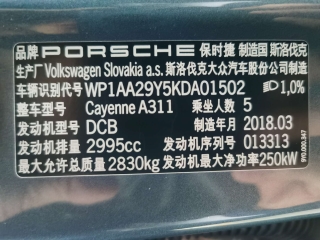 品牌 PORSCHE 保时捷 制造国 斯洛伐克
生产厂 Volkswagen Slovakia a.s. 斯洛伐克大众汽车股份公司制造
车辆识别代号 WP1AA29Y5KDA01502 1,0%
整车型号 Cayenne A311 乘坐人数 5
发动机型号 DCB 制造年月 2018.03
发动机排量 2995cc 发动机序列号 013313
最大允许总质量 2830kg 发动机最大净功率 250kW
9Y0.000.347